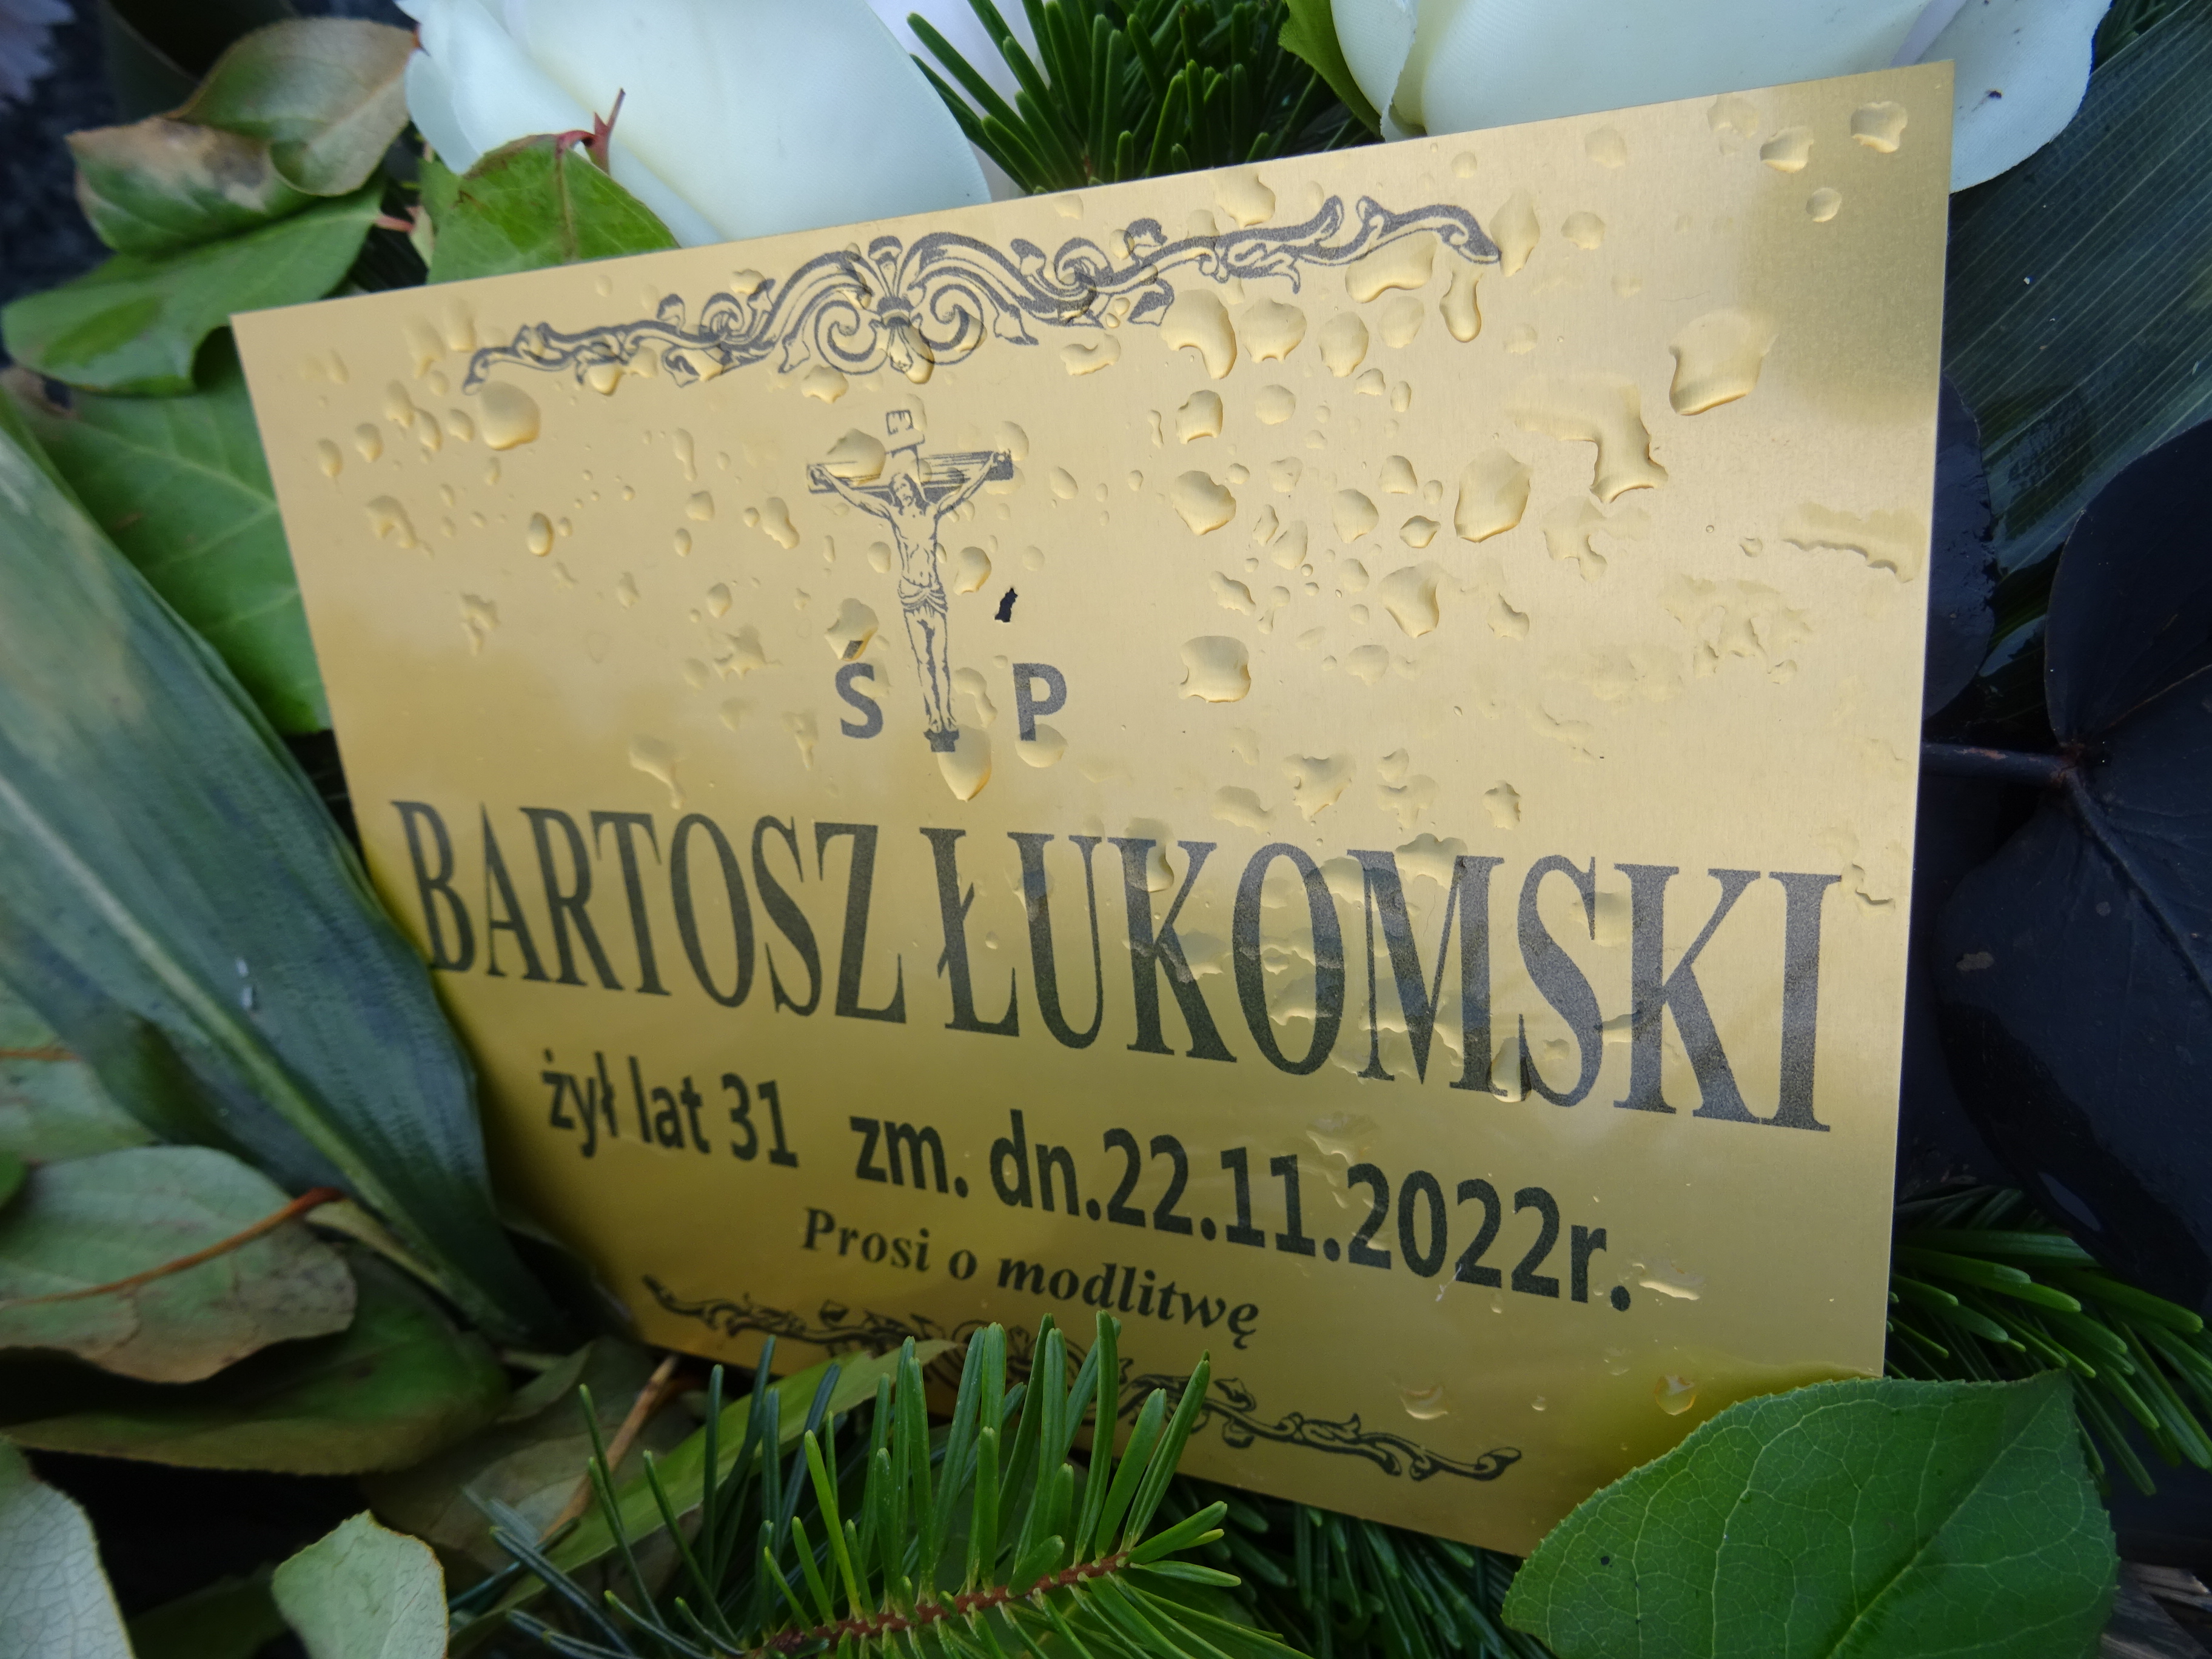 Ś P
BARTOSZ ŁUKOMSKI
żył lat 31 zm. dn.22.11.2022r.
Prosi o modlitwę